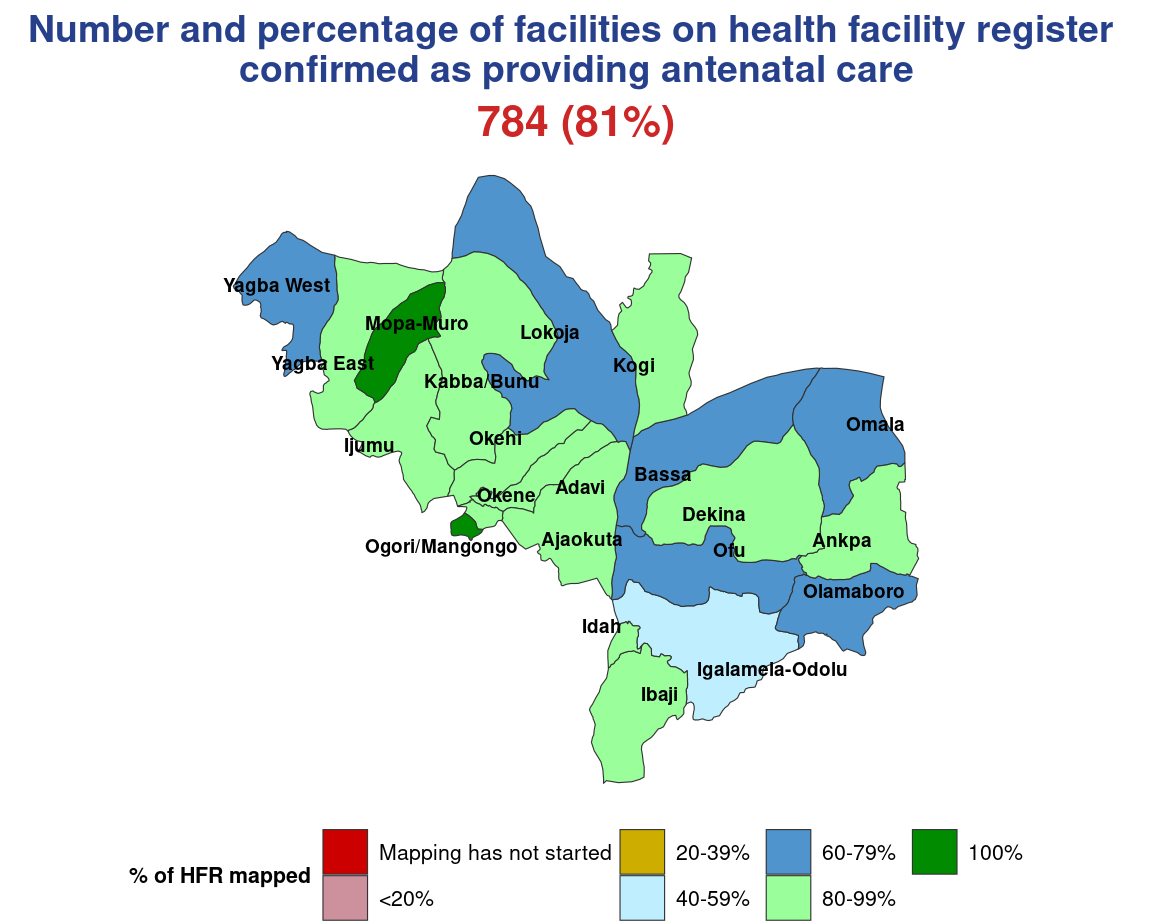 Number and percentage of facilities on health facility register
confirmed as providing antenatal care
784 (81%)
Yagba West
Mopa-Muro
Lokoja
Yagba East
Kogi
Kabba/Bunu
Omala
Okehi
Ijumu
Bassa
Adavi
Okene
Dekina
Ajaokuta
Ankpa
Ogori/Mangongo
Ofu
Olamaboro
Idah
Igalamela-Odolu
Ibaji
% of HFR mapped
Mapping has not started
<20%
20-39%
40-59%
60-79%
80-99%
100%